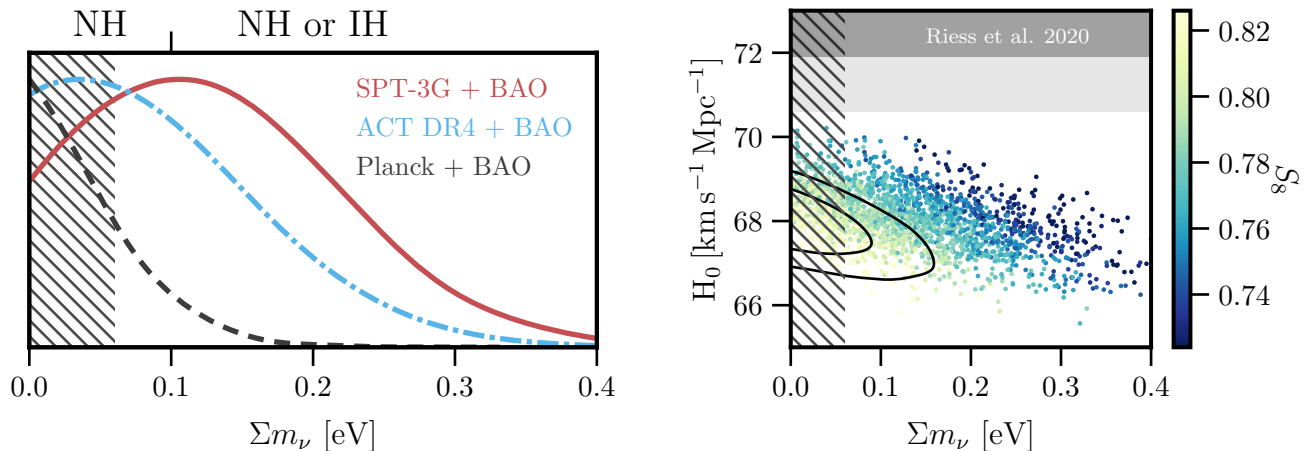 NH
NH or IH
SPT-3G + BAO
ACT DR4 + BAO
Planck + BAO
0.0 0.1 0.2 0.3 0.4
Σm_ν [eV]
Riess et al. 2020
72
70
68
66
H₀ [km s⁻¹ Mpc⁻¹]
0.0 0.1 0.2 0.3 0.4
Σm_ν [eV]
0.82
0.80
0.78
0.76
0.74
S₈